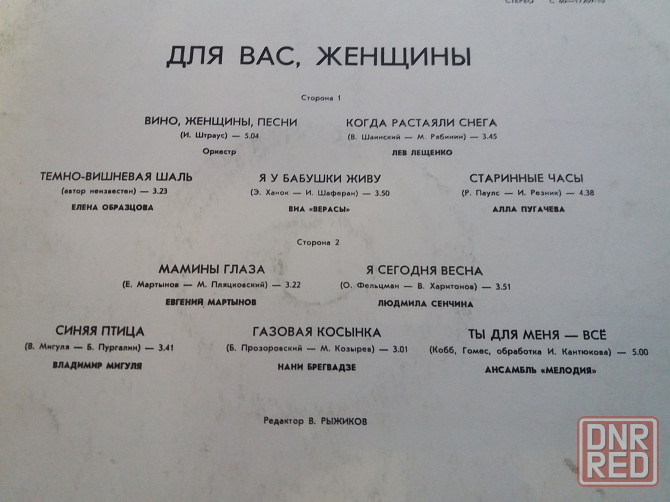 СТЕРЕО
ДЛЯ ВАС, ЖЕНЩИНЫ
Сторона 1
ВИНО, ЖЕНЩИНЫ, ПЕСНИ
(И. Штраус) — 5.04
Оркестр
КОГДА РАСТАЯЛИ СНЕГА
(В. Шаинский — М. Рябинин) — 3.45
ЛЕВ ЛЕЩЕНКО
ТЕМНО-ВИШНЕВАЯ ШАЛЬ
(автор неизвестен) — 3.23
ЕЛЕНА ОБРАЗЦОВА
Я У БАБУШКИ ЖИВУ
(Э. Ханок — И. Шаферан) — 3.50
ВИА «ВЕРАСЫ»
СТАРИННЫЕ ЧАСЫ
(Р. Паулс — И. Резник) — 4.38
АЛЛА ПУГАЧЕВА
Сторона 2
МАМИНЫ ГЛАЗА
(Е. Мартынов — М. Пляцковский) — 3.22
ЕВГЕНИЙ МАРТЫНОВ
Я СЕГОДНЯ ВЕСНА
(О. Фельцман — В. Харитонов) — 3.51
ЛЮДМИЛА СЕНЧИНА
СИНЯЯ ПТИЦА
(В. Мигуля — Б. Пургалин) — 3.41
ВЛАДИМИР МИГУЛЯ
ГАЗОВАЯ КОСЫНКА
(Б. Прозоровский — М. Козырев) — 3.01
НАНИ БРЕГВАДЗЕ
ТЫ ДЛЯ МЕНЯ — ВСЁ
(Кобб, Гомес, обработка И. Кантюкова) — 5.00
АНСАМБЛЬ «МЕЛОДИЯ»
Редактор В. РЫЖИКОВ
DNR
RED